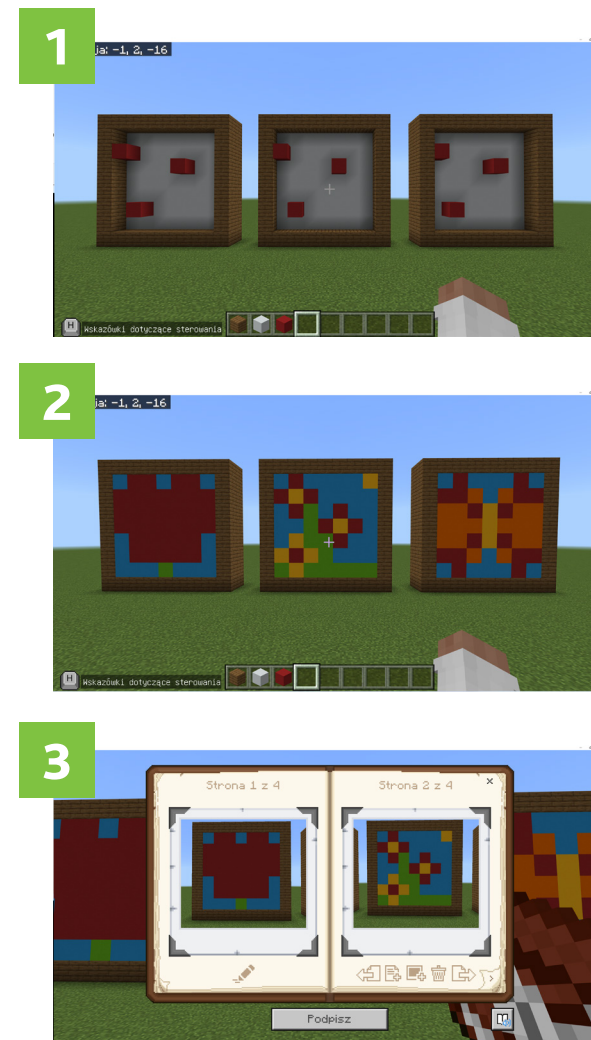 1
ja: -1, 2, -16
H Wskazówki dotyczące sterowania
2
ja: -1, 2, -16
H Wskazówki dotyczące sterowania
3
Strona 1 z 4
Strona 2 z 4
×
Podpisz